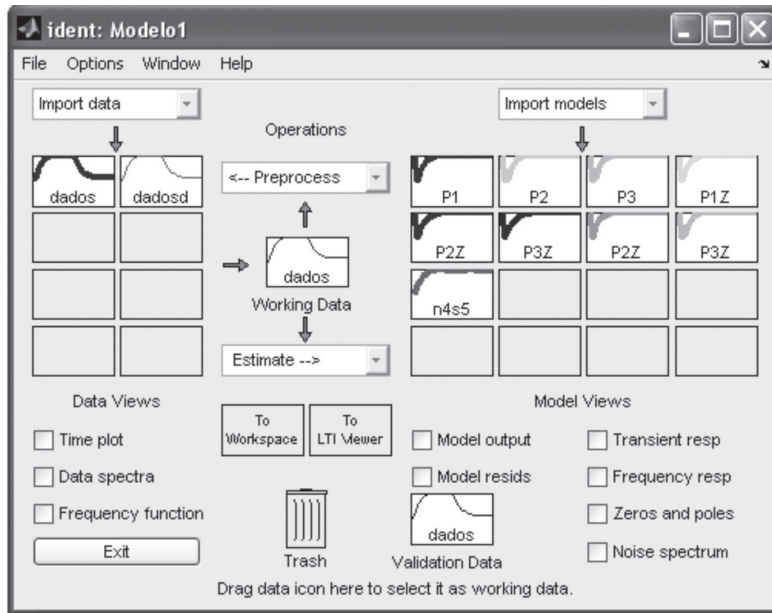 ident: Modelo1
File Options Window Help
Import data
Import models
Operations
<-- Preprocess
dados dadosd
P1 P2 P3 P1Z
P2Z P3Z P2Z P3Z
dados
Working Data
n4s5
Estimate -->
Data Views
Model Views
To Workspace
To LTI Viewer
Time plot
Model output
Transient resp
Data spectra
Model resids
Frequency resp
Frequency function
dados
Zeros and poles
Exit
Trash
Validation Data
Noise spectrum
Drag data icon here to select it as working data.